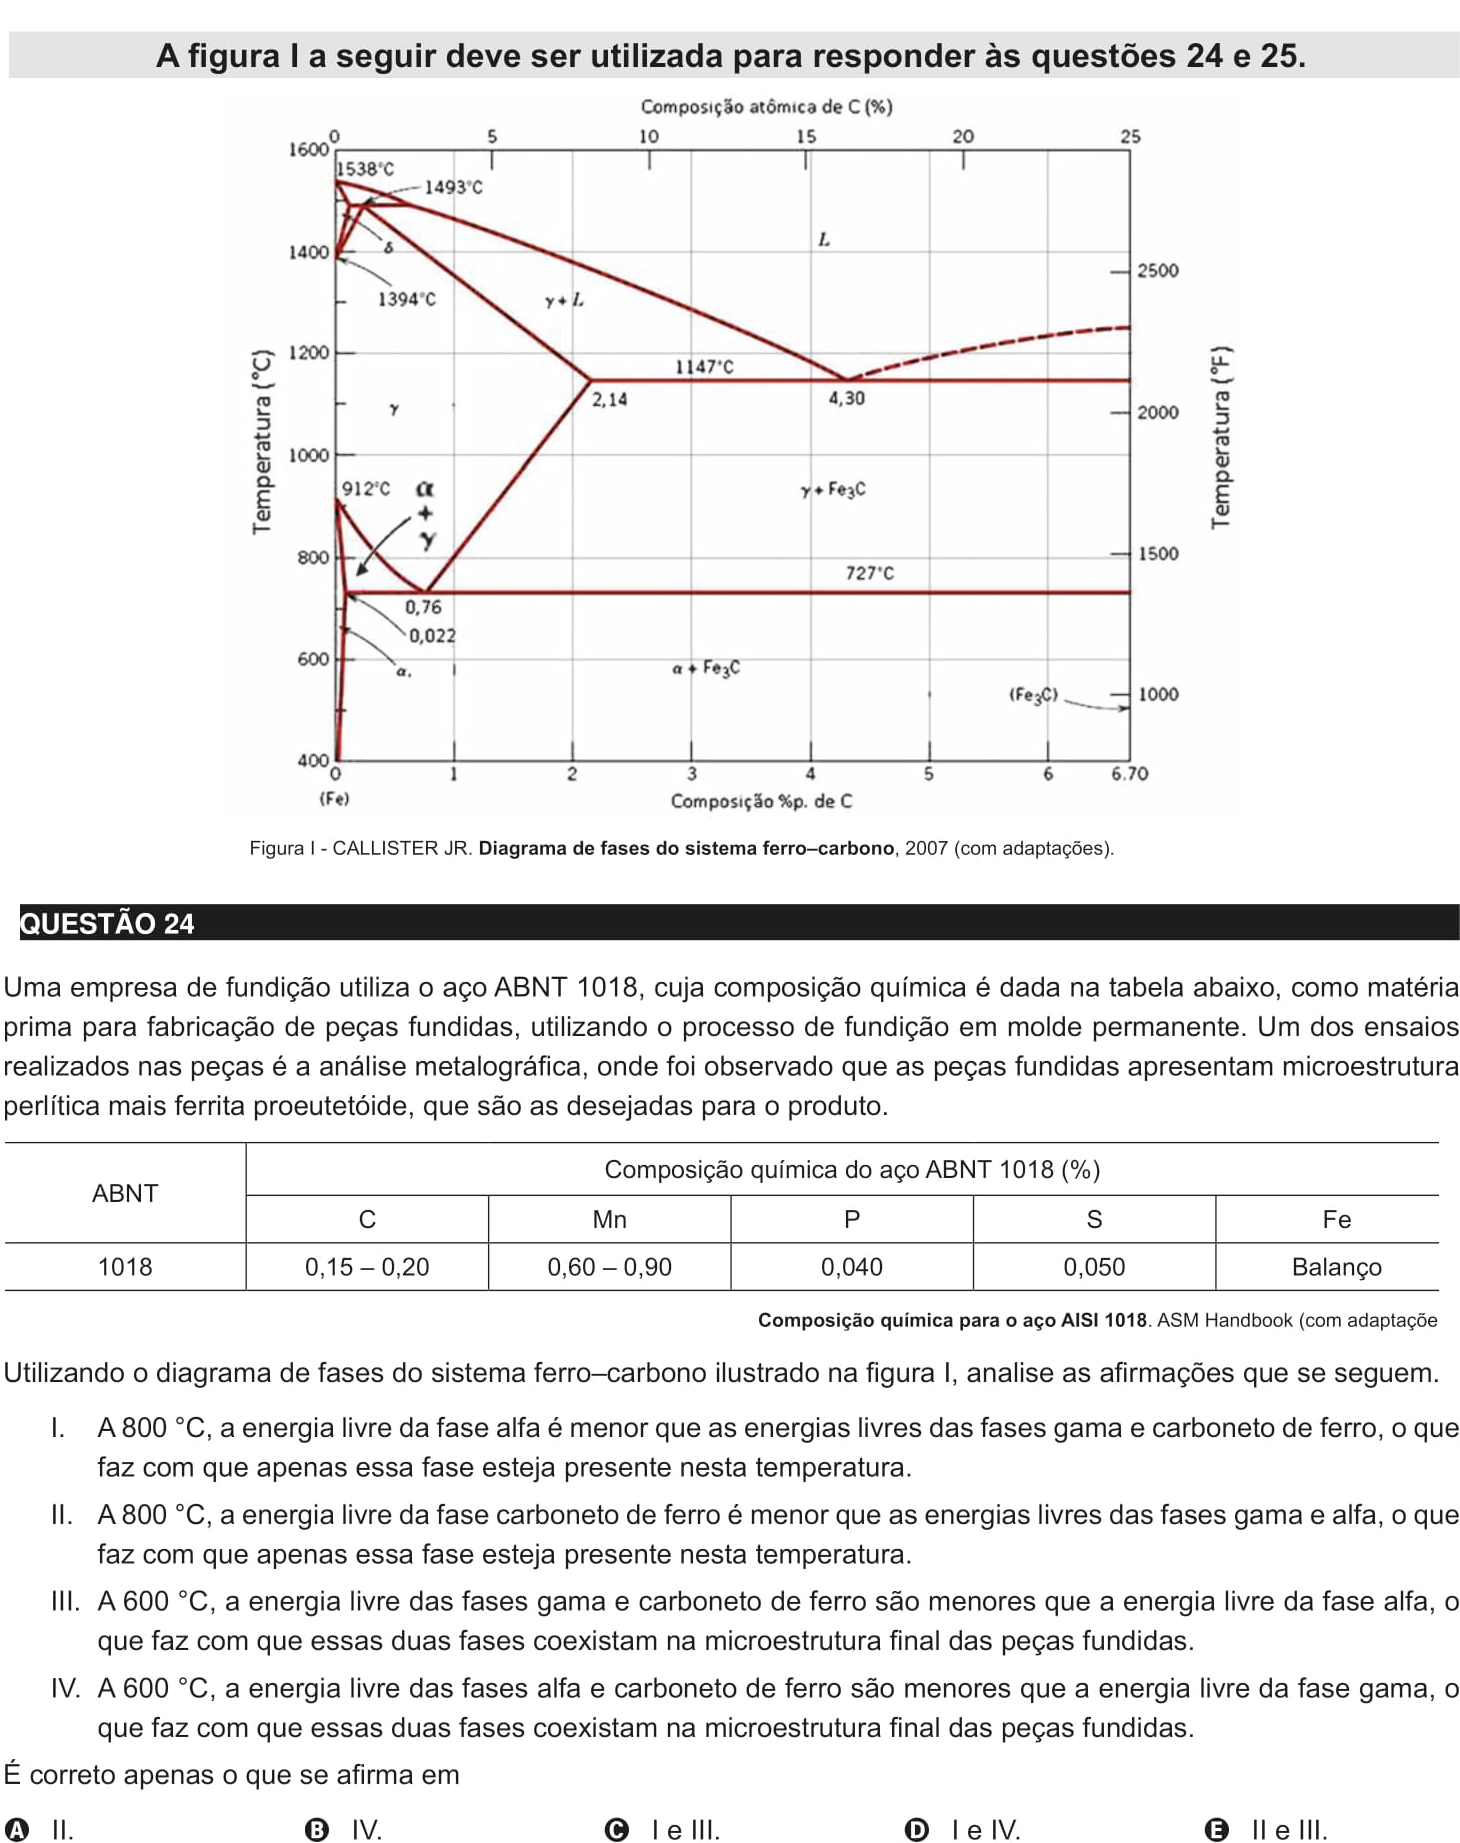 A figura I a seguir deve ser utilizada para responder às questões 24 e 25.
Composição atômica de C (%)
0 5 10 15 20 25
1600
1538°C
1493°C
δ
L
1400
2500
1394°C
γ + L
1200
1147°C
2,14
4,30
γ
2000
Temperatura (°C)
Temperatura (°F)
1000
912°C
α
+
γ
γ + Fe₃C
800
1500
727°C
0,76
0,022
600
α
α + Fe₃C
(Fe₃C)
1000
400
0 1 2 3 4 5 6 6.70
(Fe)
Composição %p. de C
Figura I - CALLISTER JR. Diagrama de fases do sistema ferro–carbono, 2007 (com adaptações).
QUESTÃO 24
Uma empresa de fundição utiliza o aço ABNT 1018, cuja composição química é dada na tabela abaixo, como matéria
prima para fabricação de peças fundidas, utilizando o processo de fundição em molde permanente. Um dos ensaios
realizados nas peças é a análise metalográfica, onde foi observado que as peças fundidas apresentam microestrutura
perlítica mais ferrita proeutetóide, que são as desejadas para o produto.
ABNT
Composição química do aço ABNT 1018 (%)
C Mn P S Fe
1018 0,15 – 0,20 0,60 – 0,90 0,040 0,050 Balanço
Composição química para o aço AISI 1018. ASM Handbook (com adaptaçõe
Utilizando o diagrama de fases do sistema ferro–carbono ilustrado na figura I, analise as afirmações que se seguem.
I. A 800 °C, a energia livre da fase alfa é menor que as energias livres das fases gama e carboneto de ferro, o que
faz com que apenas essa fase esteja presente nesta temperatura.
II. A 800 °C, a energia livre da fase carboneto de ferro é menor que as energias livres das fases gama e alfa, o que
faz com que apenas essa fase esteja presente nesta temperatura.
III. A 600 °C, a energia livre das fases gama e carboneto de ferro são menores que a energia livre da fase alfa, o
que faz com que essas duas fases coexistam na microestrutura final das peças fundidas.
IV. A 600 °C, a energia livre das fases alfa e carboneto de ferro são menores que a energia livre da fase gama, o
que faz com que essas duas fases coexistam na microestrutura final das peças fundidas.
É correto apenas o que se afirma em
A II. B IV. C I e III. D I e IV. E II e III.